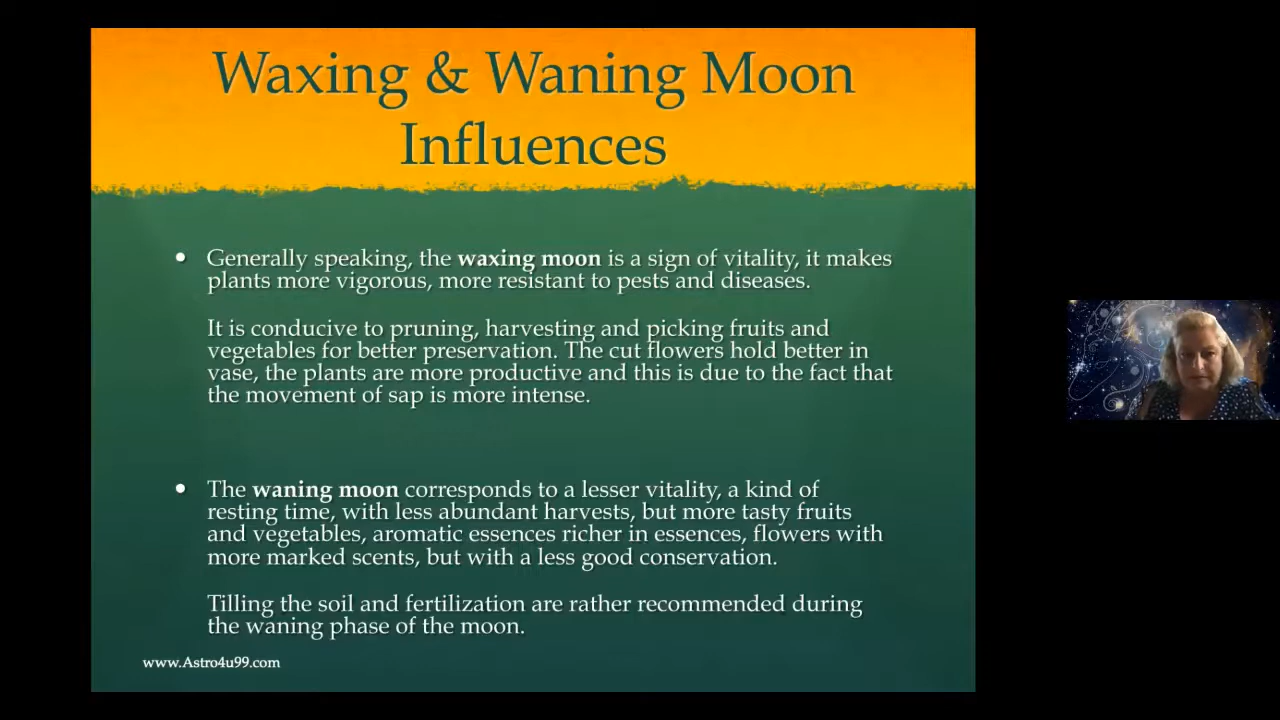 Waxing & Waning Moon
Influences
• Generally speaking, the waxing moon is a sign of vitality, it makes
plants more vigorous, more resistant to pests and diseases.
It is conducive to pruning, harvesting and picking fruits and
vegetables for better preservation. The cut flowers hold better in
vase, the plants are more productive and this is due to the fact that
the movement of sap is more intense.
• The waning moon corresponds to a lesser vitality, a kind of
resting time, with less abundant harvests, but more tasty fruits
and vegetables, aromatic essences richer in essences, flowers with
more marked scents, but with a less good conservation.
Tilling the soil and fertilization are rather recommended during
the waning phase of the moon.
www.Astro4u99.com